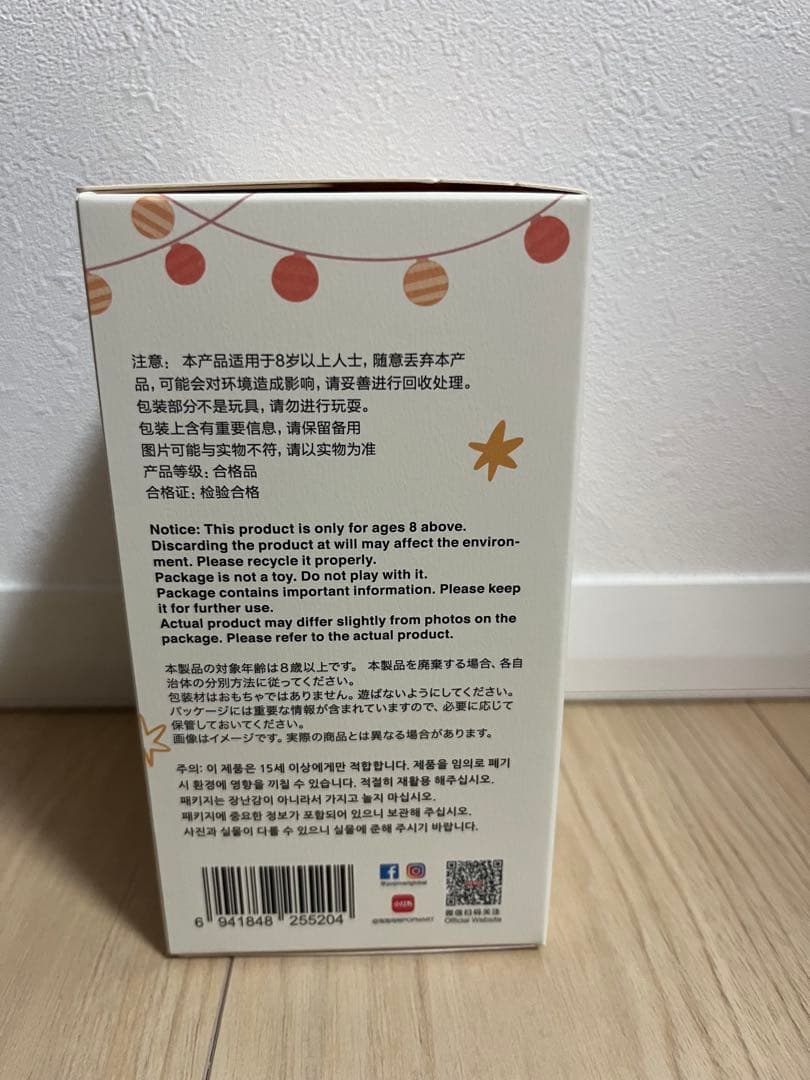 注意： 本产品适用于8岁以上人士，随意丢弃本产
品，可能会对环境造成影响，请妥善进行回收处理。
包装部分不是玩具，请勿进行玩耍。
包装上含有重要信息，请保留备用
图片可能与实物不符，请以实物为准
产品等级：合格品
合格证：检验合格
Notice: This product is only for ages 8 above.
Discarding the product at will may affect the environ-
ment. Please recycle it properly.
Package is not a toy. Do not play with it.
Package contains important information. Please keep
it for further use.
Actual product may differ slightly from photos on the
package. Please refer to the actual product.
本製品の対象年齢は８歳以上です。 本製品を廃棄する場合、各自
治体の分別方法に従ってください。
包装材はおもちゃではありません。遊ばないようにしてください。
パッケージには重要な情報が含まれていますので、必要に応じて
保管しておいてください。
画像はイメージです。実際の商品とは異なる場合があります。
주의: 이 제품은 15세 이상에게만 적합합니다. 제품을 임의로 폐기
시 환경에 영향을 끼칠 수 있습니다. 적절히 재활용 해주십시오.
패키지는 장난감이 아니라서 가지고 놀지 마십시오.
패키지에 중요한 정보가 포함되어 있으니 보관해 주십시오.
사진과 실물이 다를 수 있으니 실물에 준해 주시기 바랍니다.
6 941848 255204
小红书
微信扫码关注
Official Website